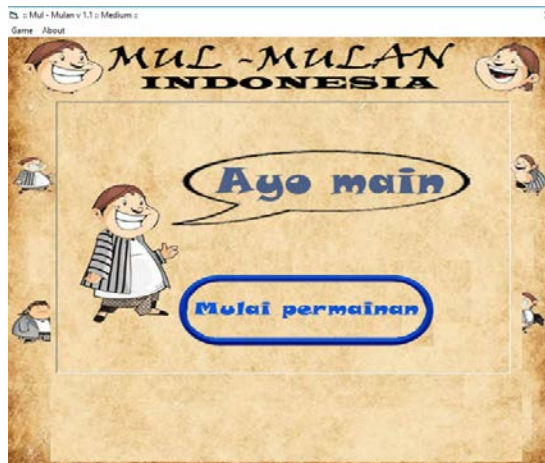 :: Mul - Mulan v 1.1 :: Medium ::
Game About
MUL -MULAN
INDONESIA
Ayo main
Mulai permainan